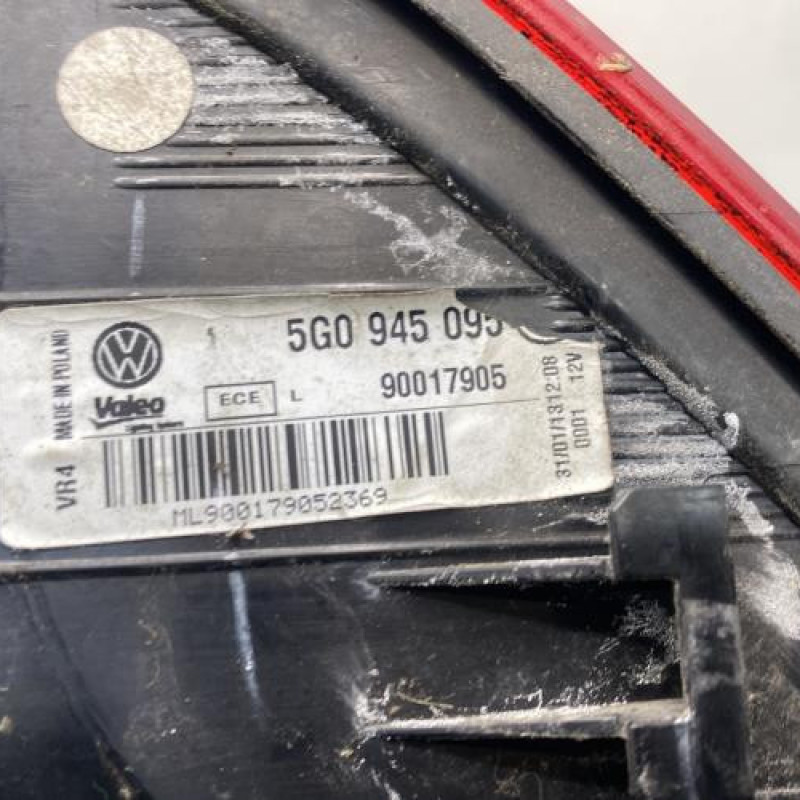 5G0 945 095
MADE IN POLAND
VW
Valeo
ECE L 90017905
VR4
ML900179052369
31/01/13 12:08
0001 12V